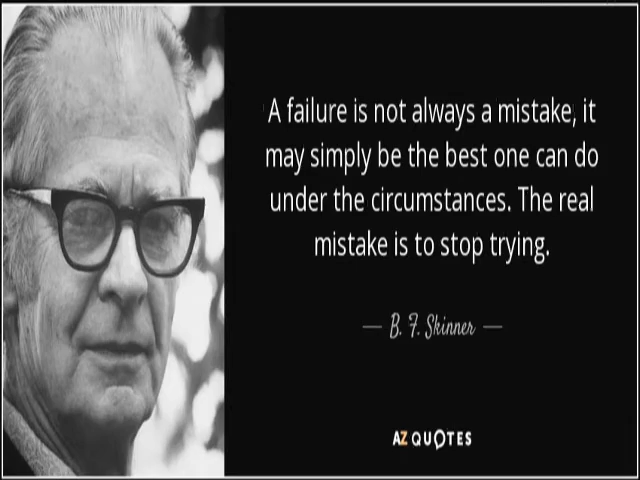 A failure is not always a mistake, it
may simply be the best one can do
under the circumstances. The real
mistake is to stop trying.
— B. F. Skinner —
AZ QUOTES